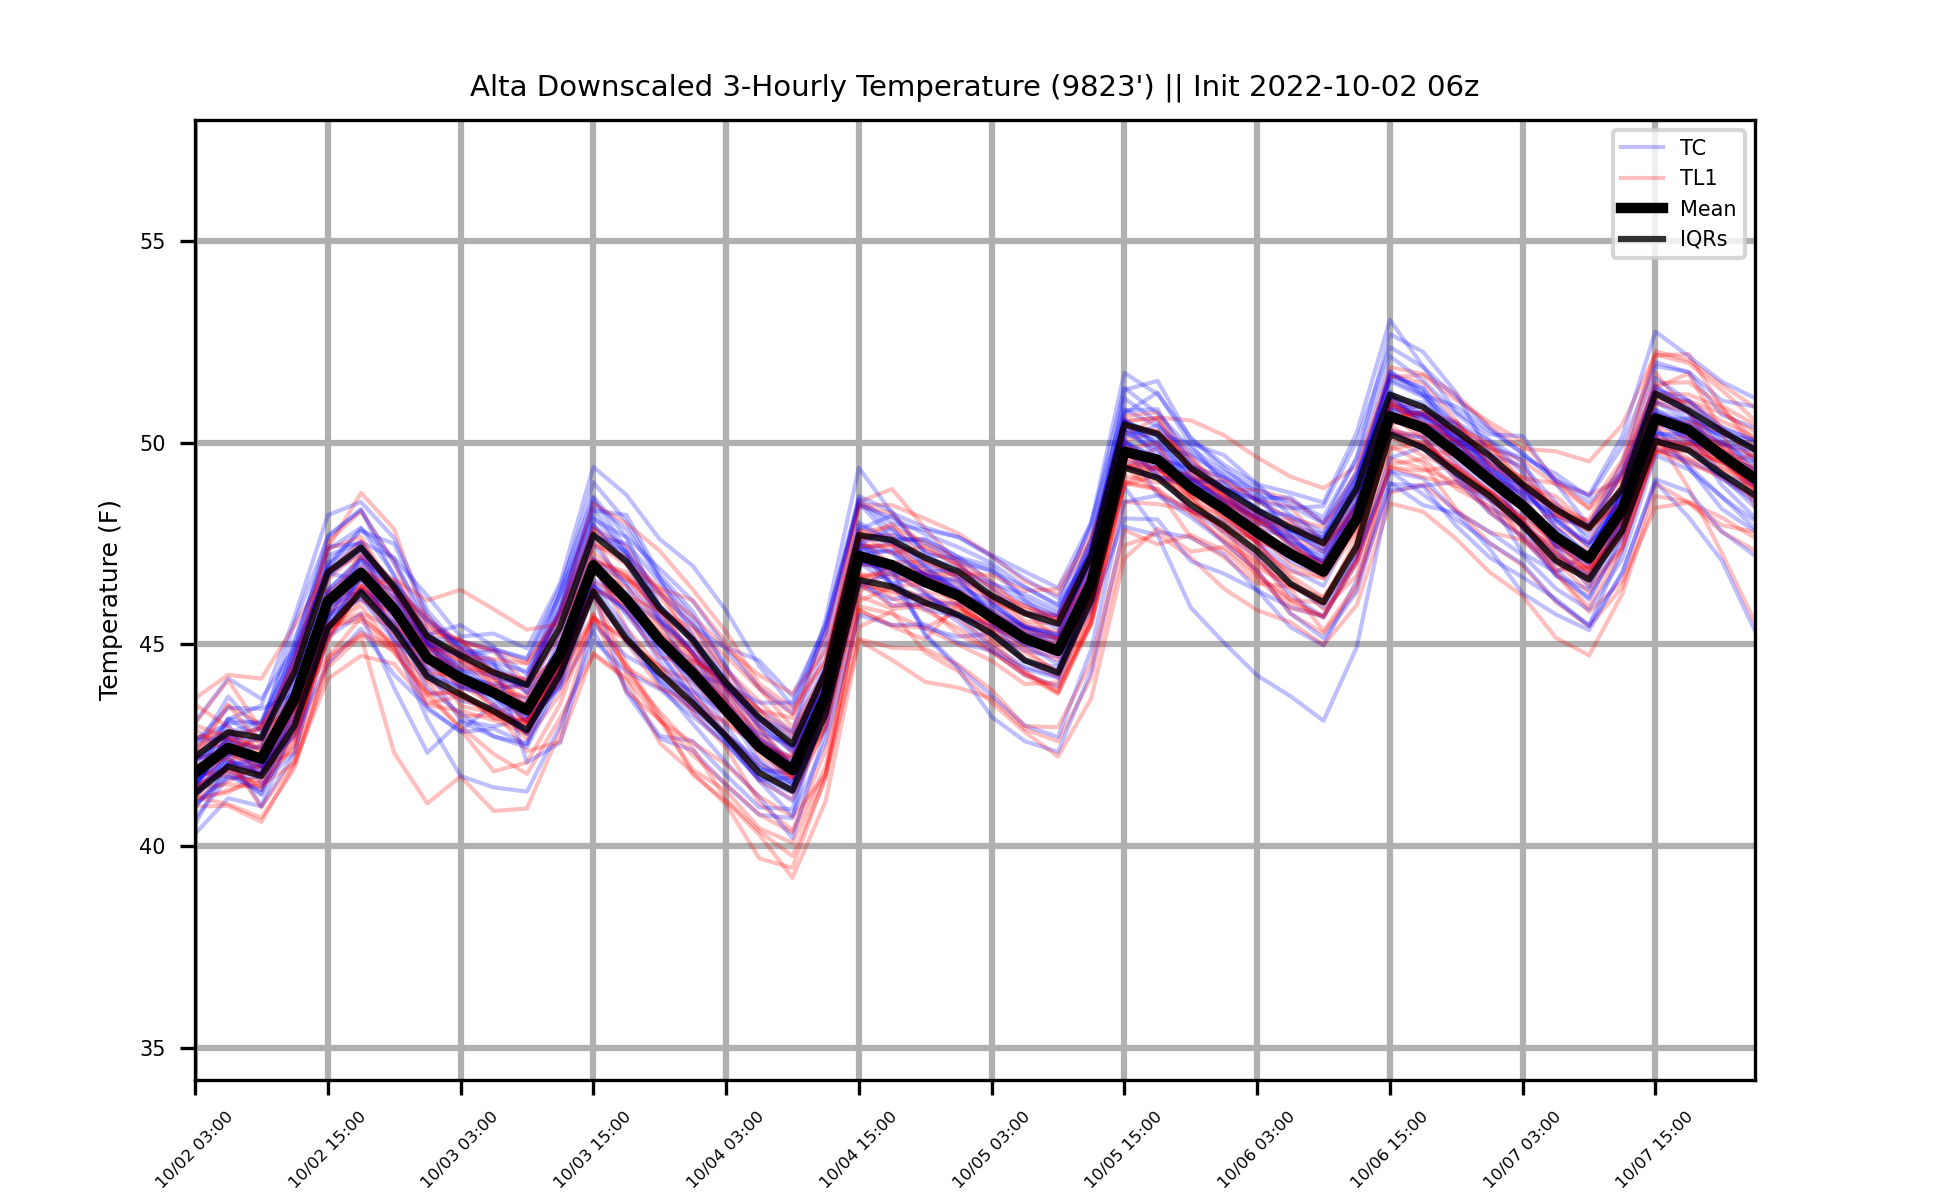 Alta Downscaled 3-Hourly Temperature (9823') || Init 2022-10-02 06z
TC
TL1
Mean
IQRs
Temperature (F)
55
50
45
40
35
10/02 03:00
10/02 15:00
10/03 03:00
10/03 15:00
10/04 03:00
10/04 15:00
10/05 03:00
10/05 15:00
10/06 03:00
10/06 15:00
10/07 03:00
10/07 15:00